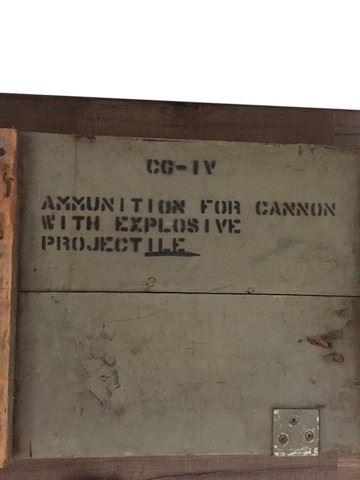 CG-IV
AMMUNITION FOR CANNON
WITH EXPLOSIVE
PROJECTILE